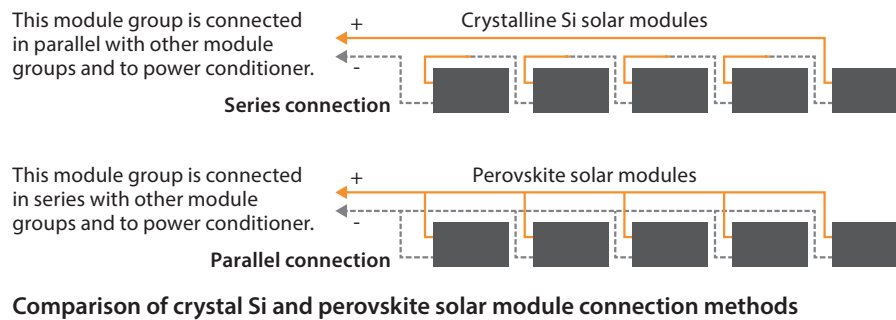 This module group is connected
in parallel with other module
groups and to power conditioner.
+
-
Crystalline Si solar modules
Series connection
This module group is connected
in series with other module
groups and to power conditioner.
+
-
Perovskite solar modules
Parallel connection
Comparison of crystal Si and perovskite solar module connection methods